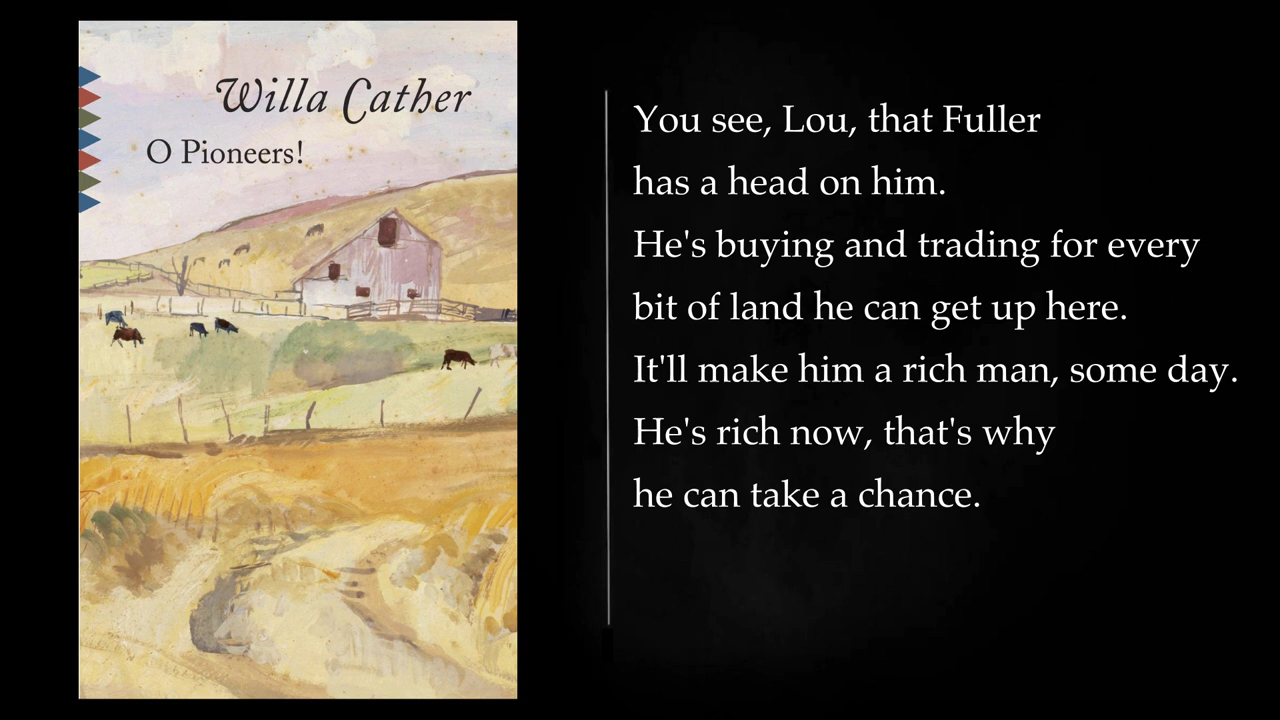 Willa Cather
O Pioneers!
You see, Lou, that Fuller
has a head on him.
He's buying and trading for every
bit of land he can get up here.
It'll make him a rich man, some day.
He's rich now, that's why
he can take a chance.